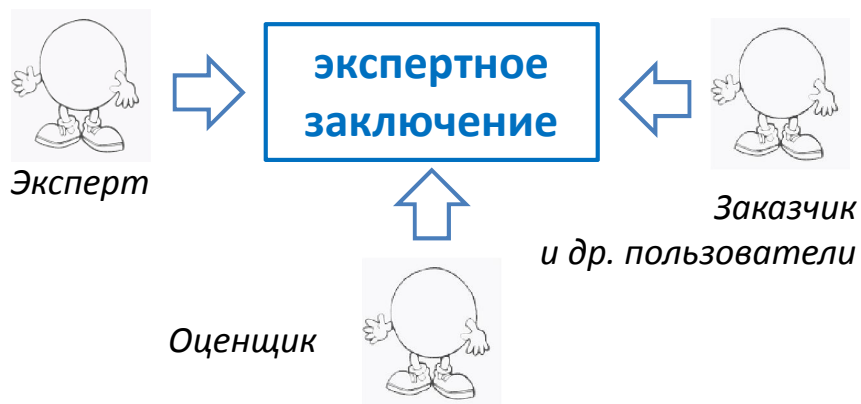 экспертное
заключение
Эксперт
Заказчик
и др. пользователи
Оценщик